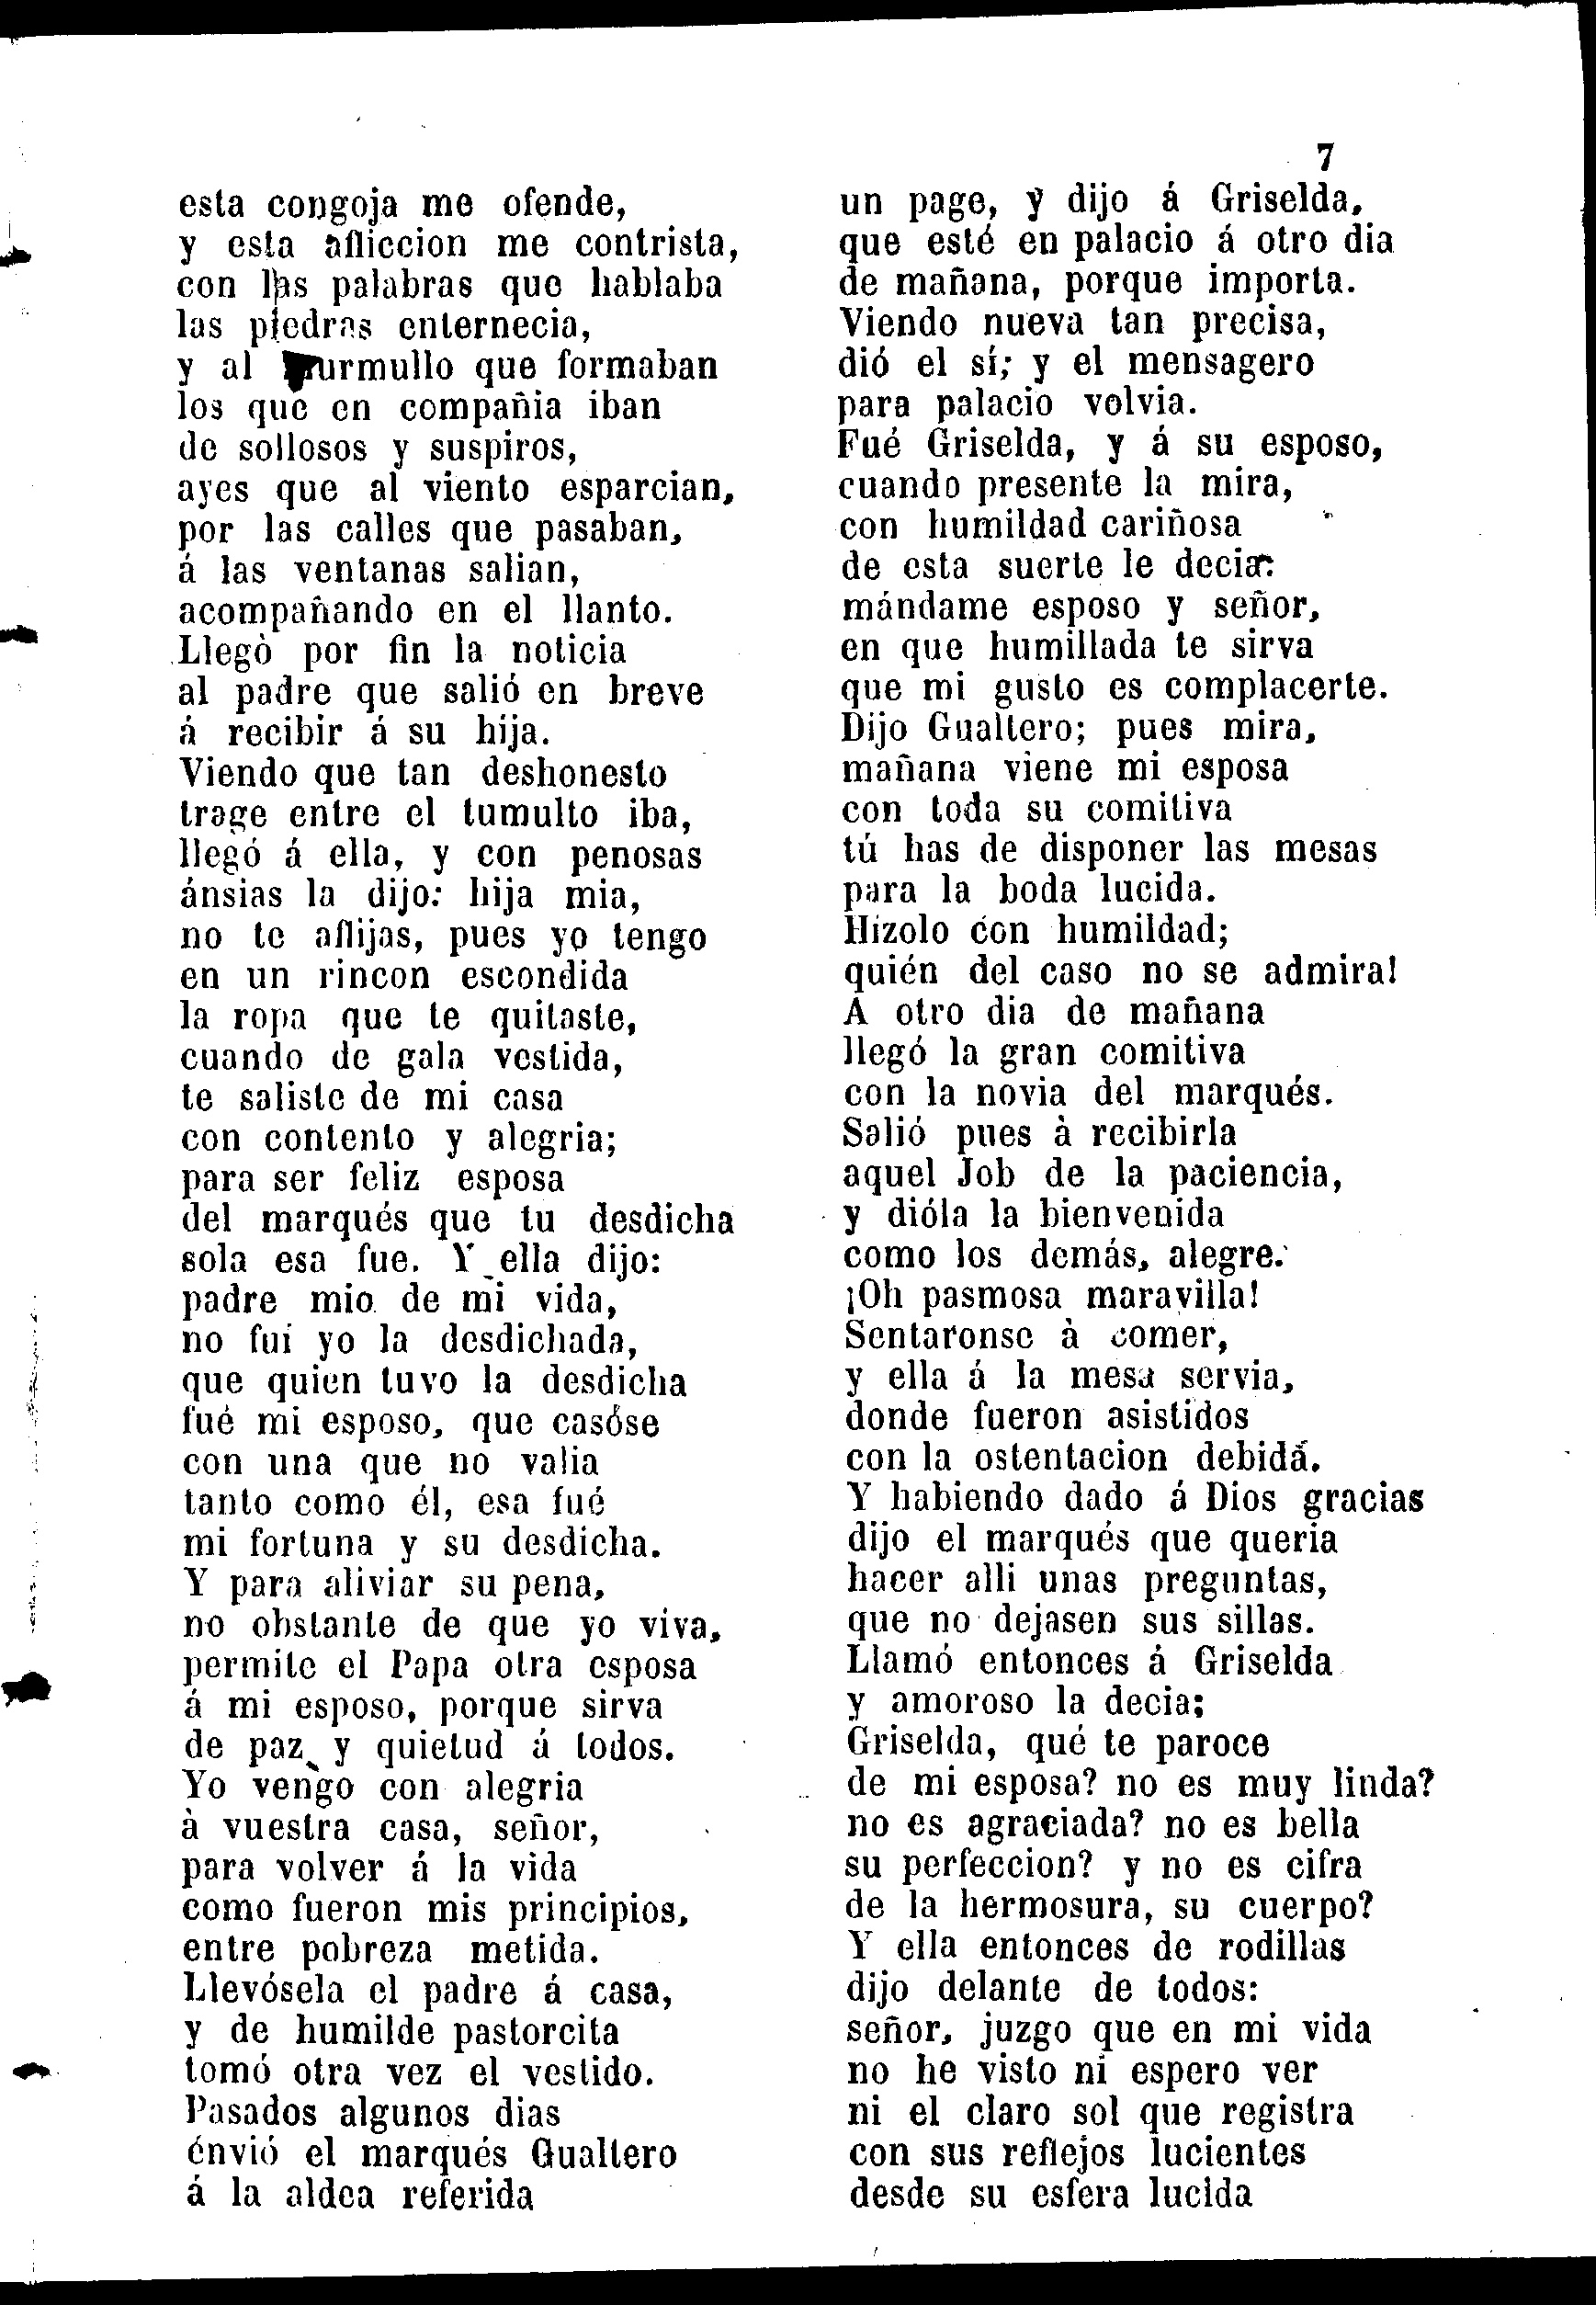 7
esta congoja me ofende,
y esta afliccion me contrista,
con las palabras que hablaba
las piedras enternecia,
y al murmullo que formaban
los que en compañia iban
de sollosos y suspiros,
ayes que al viento esparcian,
por las calles que pasaban,
á las ventanas salian,
acompañando en el llanto.
Llegò por fin la noticia
al padre que salió en breve
á recibir á su hija.
Viendo que tan deshonesto
trage entre el tumulto iba,
llegó á ella, y con penosas
ánsias la dijo: hija mia,
no te aflijas, pues yo tengo
en un rincon escondida
la ropa que te quitaste,
cuando de gala vestida,
te saliste de mi casa
con contento y alegria;
para ser feliz esposa
del marqués que tu desdicha
sola esa fue. Y ella dijo:
padre mio de mi vida,
no fui yo la desdichada,
que quien tuvo la desdicha
fué mi esposo, que casóse
con una que no valia
tanto como él, esa fué
mi fortuna y su desdicha.
Y para aliviar su pena,
no obstante de que yo viva,
permite el Papa otra esposa
á mi esposo, porque sirva
de paz y quietud á todos.
Yo vengo con alegria
à vuestra casa, señor,
para volver á la vida
como fueron mis principios,
entre pobreza metida.
Llevósela el padre á casa,
y de humilde pastorcita
tomó otra vez el vestido.
Pasados algunos dias
énvió el marqués Gualtero
á la aldea referida
un page, y dijo á Griselda,
que esté en palacio á otro dia
de mañana, porque importa.
Viendo nueva tan precisa,
dió el sí; y el mensagero
para palacio volvia.
Fué Griselda, y á su esposo,
cuando presente la mira,
con humildad cariñosa
de esta suerte le decia:
mándame esposo y señor,
en que humillada te sirva
que mi gusto es complacerte.
Dijo Gualtero; pues mira,
mañana viene mi esposa
con toda su comitiva
tú has de disponer las mesas
para la boda lucida.
Hizolo con humildad;
quién del caso no se admira!
A otro dia de mañana
llegó la gran comitiva
con la novia del marqués.
Salió pues à recibirla
aquel Job de la paciencia,
y dióla la bienvenida
como los demás, alegre.
¡Oh pasmosa maravilla!
Sentaronse à comer,
y ella á la mesa servia,
donde fueron asistidos
con la ostentacion debida.
Y habiendo dado á Dios gracias
dijo el marqués que queria
hacer alli unas preguntas,
que no dejasen sus sillas.
Llamó entonces á Griselda
y amoroso la decia;
Griselda, qué te paroce
de mi esposa? no es muy linda?
no es agraciada? no es bella
su perfeccion? y no es cifra
de la hermosura, su cuerpo?
Y ella entonces de rodillas
dijo delante de todos:
señor, juzgo que en mi vida
no he visto ni espero ver
ni el claro sol que registra
con sus reflejos lucientes
desde su esfera lucida